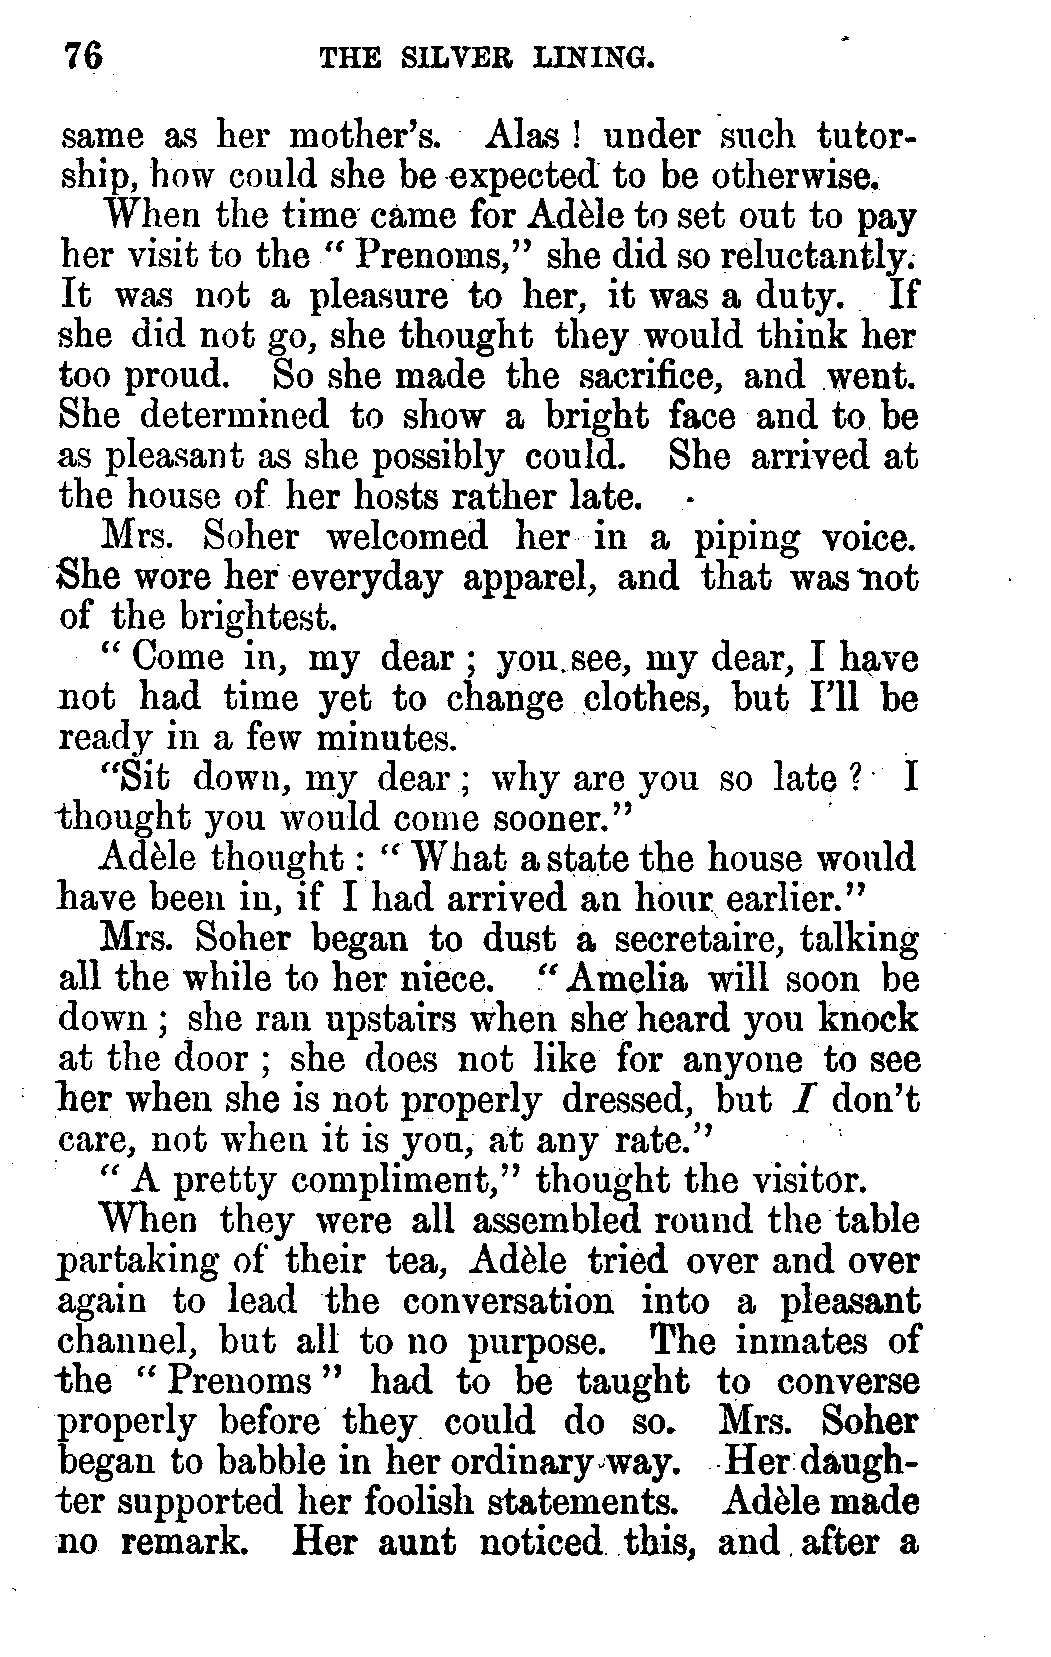 76 THE SILVER LINING.
same as her mother's. Alas ! under such tutor-
ship, how could she be expected to be otherwise.
When the time came for Adèle to set out to pay
her visit to the " Prenoms," she did so reluctantly.
It was not a pleasure to her, it was a duty. If
she did not go, she thought they would think her
too proud. So she made the sacrifice, and went.
She determined to show a bright face and to be
as pleasant as she possibly could. She arrived at
the house of her hosts rather late.
Mrs. Soher welcomed her in a piping voice.
She wore her everyday apparel, and that was not
of the brightest.
" Come in, my dear ; you see, my dear, I have
not had time yet to change clothes, but I'll be
ready in a few minutes.
"Sit down, my dear ; why are you so late ? I
thought you would come sooner."
Adèle thought : " What a state the house would
have been in, if I had arrived an hour earlier."
Mrs. Soher began to dust a secretaire, talking
all the while to her niece. " Amelia will soon be
down ; she ran upstairs when she heard you knock
at the door ; she does not like for anyone to see
her when she is not properly dressed, but I don't
care, not when it is you, at any rate."
" A pretty compliment," thought the visitor.
When they were all assembled round the table
partaking of their tea, Adèle tried over and over
again to lead the conversation into a pleasant
channel, but all to no purpose. The inmates of
the " Prenoms " had to be taught to converse
properly before they could do so. Mrs. Soher
began to babble in her ordinary way. Her daugh-
ter supported her foolish statements. Adèle made
no remark. Her aunt noticed this, and after a